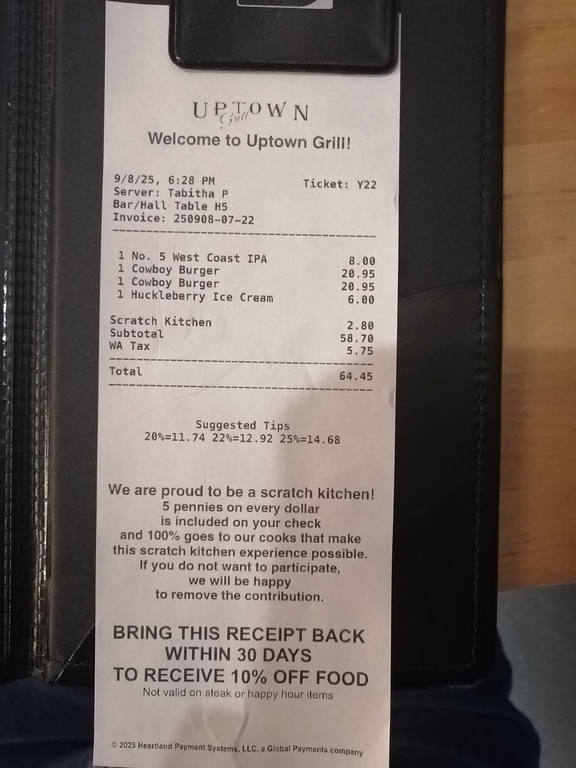 UPTOWN
Grill
Welcome to Uptown Grill!
9/8/25, 6:28 PM Ticket: Y22
Server: Tabitha P
Bar/Hall Table H5
Invoice: 250908-07-22
1 No. 5 West Coast IPA 8.00
1 Cowboy Burger 20.95
1 Cowboy Burger 20.95
1 Huckleberry Ice Cream 6.00
Scratch Kitchen 2.80
Subtotal 58.70
WA Tax 5.75
Total 64.45
Suggested Tips
20%=11.74 22%=12.92 25%=14.68
We are proud to be a scratch kitchen!
5 pennies on every dollar
is included on your check
and 100% goes to our cooks that make
this scratch kitchen experience possible.
If you do not want to participate,
we will be happy
to remove the contribution.
BRING THIS RECEIPT BACK
WITHIN 30 DAYS
TO RECEIVE 10% OFF FOOD
Not valid on steak or happy hour items
© 2025 Heartland Payment Systems, LLC, a Global Payments company